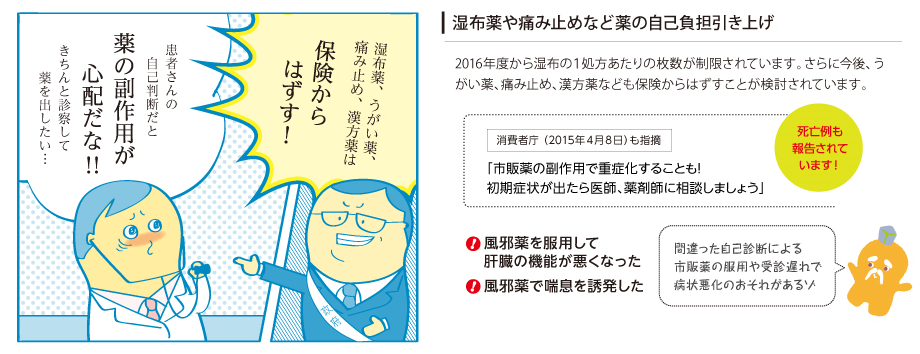 湿布薬、うがい薬、
痛み止め、漢方薬は
保険から
はずす!
患者さんの
自己判断だと
薬の副作用が
心配だな!!
きちんと診察して
薬を出したい…
政府
湿布薬や痛み止めなど薬の自己負担引き上げ
2016年度から湿布の1処方あたりの枚数が制限されています。さらに今後、う
がい薬、痛み止め、漢方薬なども保険からはずすことが検討されています。
消費者庁(2015年4月8日)も指摘
「市販薬の副作用で重症化することも!
初期症状が出たら医師、薬剤師に相談しましょう」
死亡例も
報告されて
います!
! 風邪薬を服用して
肝臓の機能が悪くなった
! 風邪薬で喘息を誘発した
間違った自己診断による
市販薬の服用や受診遅れで
病状悪化のおそれがあるゾ